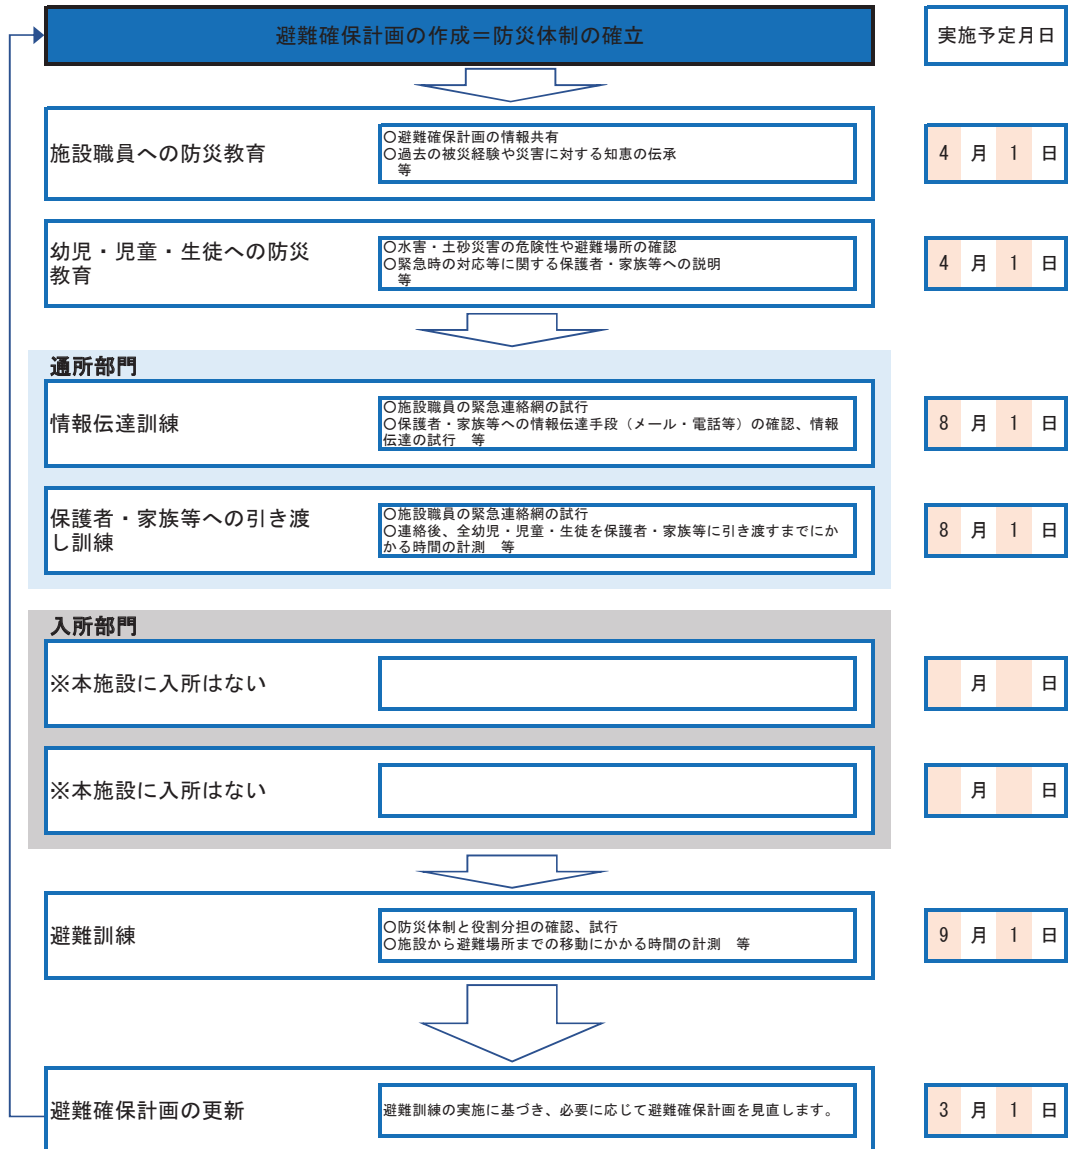 避難確保計画の作成＝防災体制の確立
実施予定月日
施設職員への防災教育
〇避難確保計画の情報共有
〇過去の被災経験や災害に対する知恵の伝承
等
4 月 1 日
幼児・児童・生徒への防災
教育
〇水害・土砂災害の危険性や避難場所の確認
〇緊急時の対応等に関する保護者・家族等への説明
等
4 月 1 日
通所部門
情報伝達訓練
〇施設職員の緊急連絡網の試行
〇保護者・家族等への情報伝達手段（メール・電話等）の確認、情報
伝達の試行　等
8 月 1 日
保護者・家族等への引き渡
し訓練
〇施設職員の緊急連絡網の試行
〇連絡後、全幼児・児童・生徒を保護者・家族等に引き渡すまでにか
かる時間の計測　等
8 月 1 日
入所部門
※本施設に入所はない
月 日
※本施設に入所はない
月 日
避難訓練
〇防災体制と役割分担の確認、試行
〇施設から避難場所までの移動にかかる時間の計測　等
9 月 1 日
避難確保計画の更新
避難訓練の実施に基づき、必要に応じて避難確保計画を見直します。
3 月 1 日